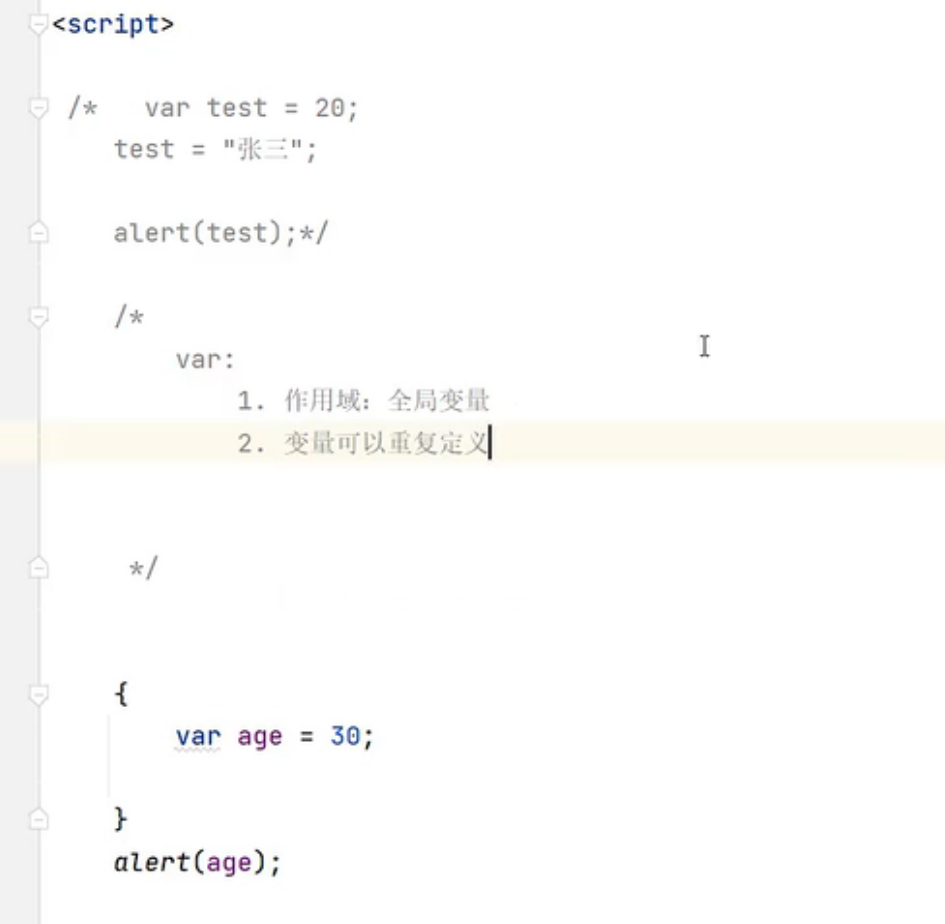 <script>
/*   var test = 20;
test = "张三";
alert(test);*/
/*
var:
1. 作用域：全局变量
2. 变量可以重复定义
*/
{
var age = 30;
}
alert(age);